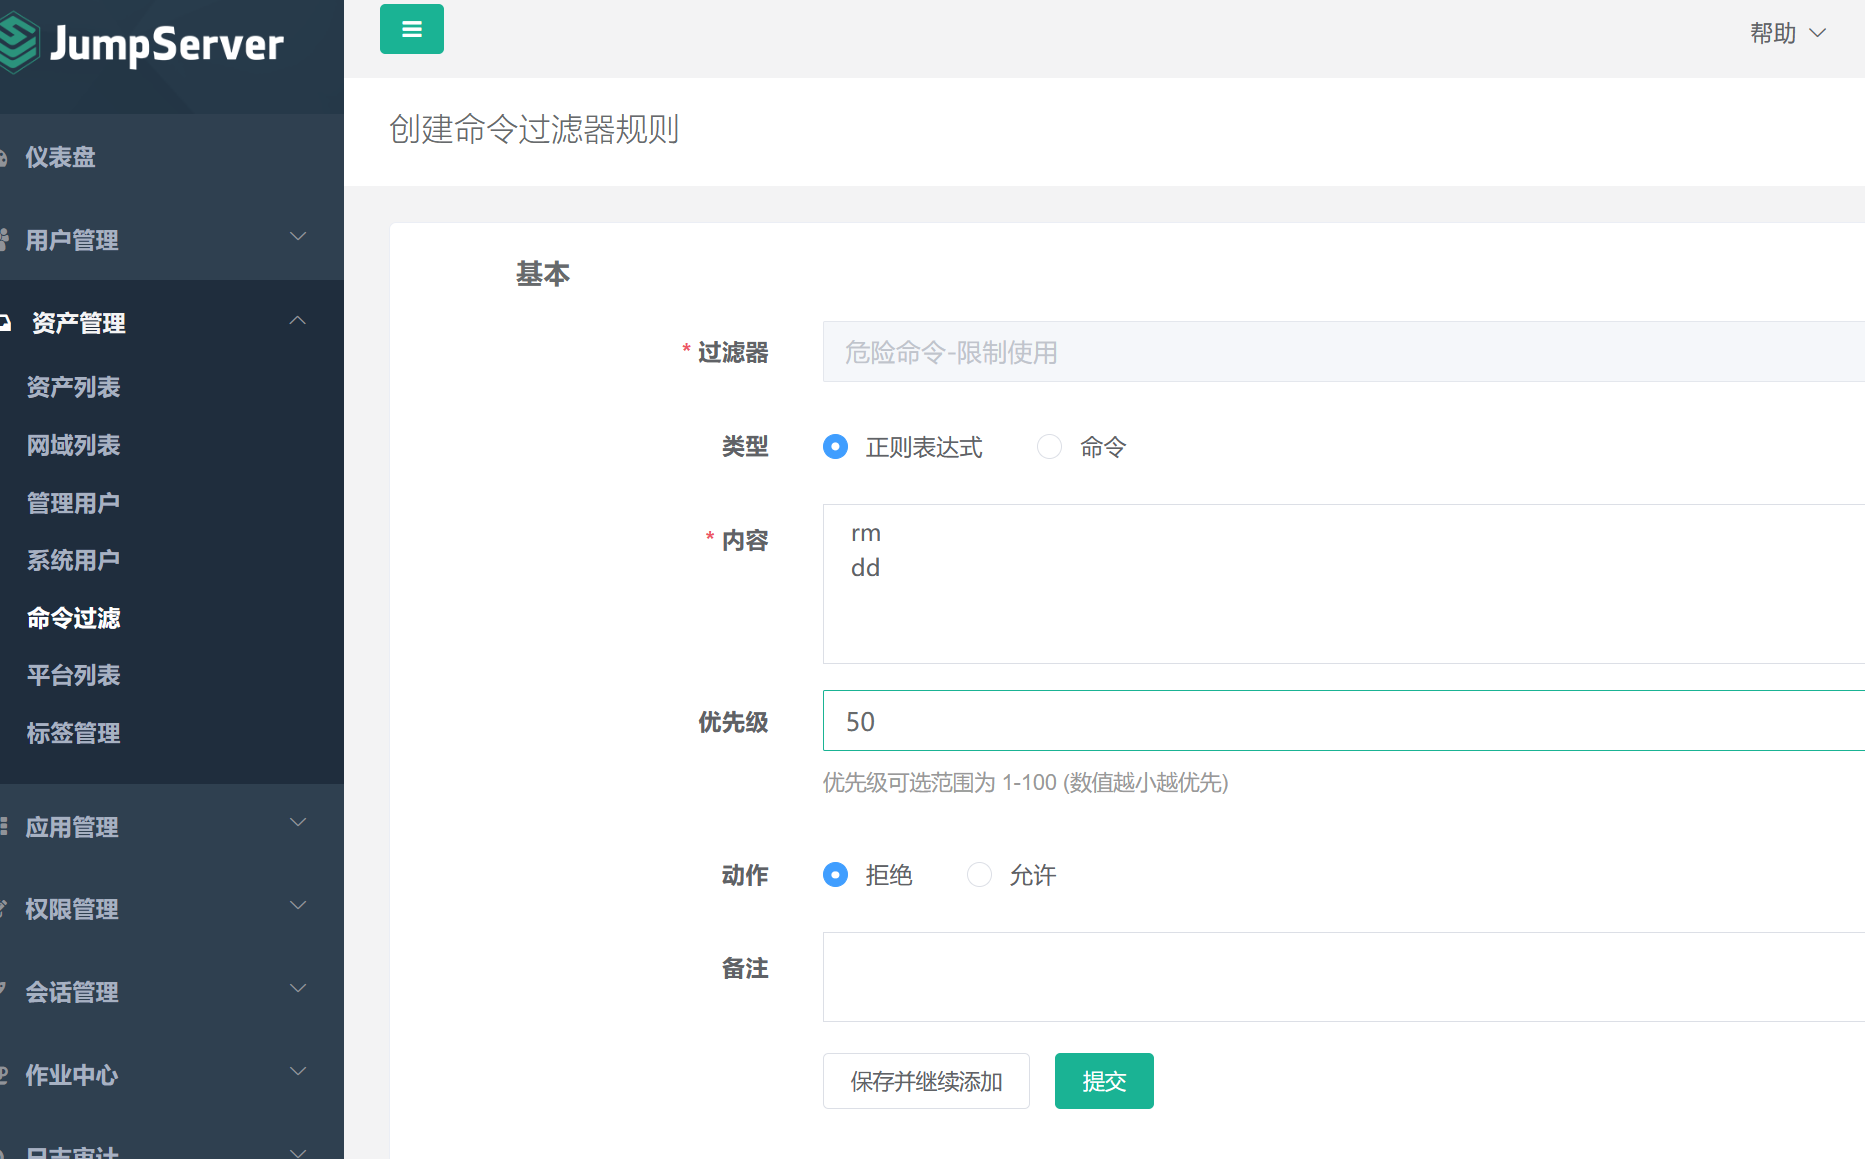 JumpServer
帮助
创建命令过滤器规则
仪表盘
用户管理
资产管理
资产列表
网域列表
管理用户
系统用户
命令过滤
平台列表
标签管理
应用管理
权限管理
会话管理
作业中心
日志审计
基本
* 过滤器
危险命令-限制使用
类型
正则表达式
命令
* 内容
rm
dd
优先级
50
优先级可选范围为 1-100 (数值越小越优先)
动作
拒绝
允许
备注
保存并继续添加
提交